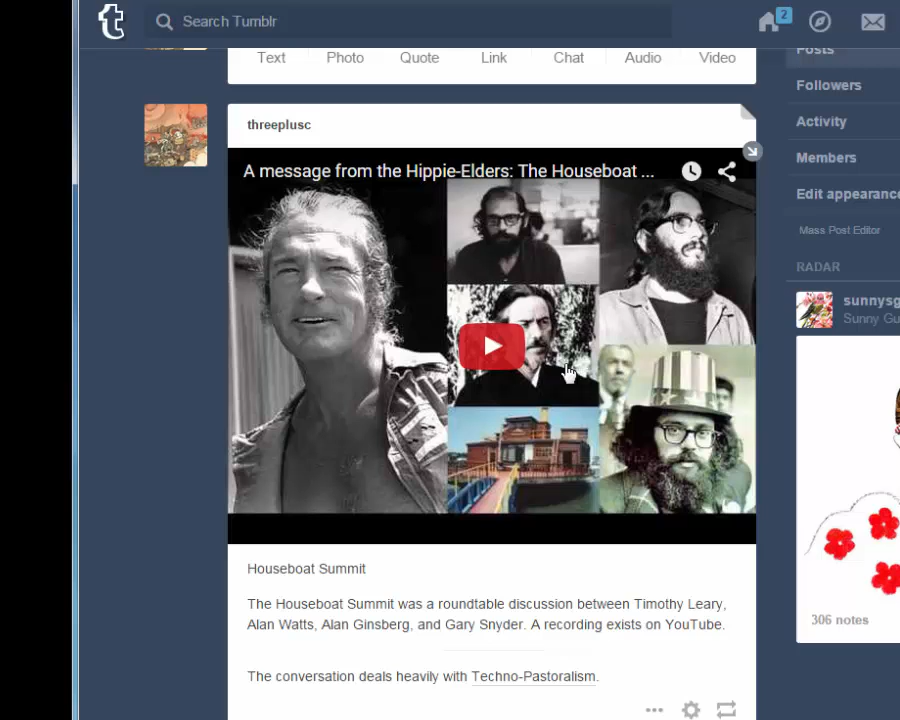 t Search Tumblr 2
Text Photo Quote Link Chat Audio Video
Posts
Followers
Activity
Members
Edit appearance
Mass Post Editor
RADAR
sunnysg
Sunny Gu
306 notes
threeplusc
A message from the Hippie-Elders: The Houseboat ...
Houseboat Summit
The Houseboat Summit was a roundtable discussion between Timothy Leary,
Alan Watts, Alan Ginsberg, and Gary Snyder. A recording exists on YouTube.
The conversation deals heavily with Techno-Pastoralism.